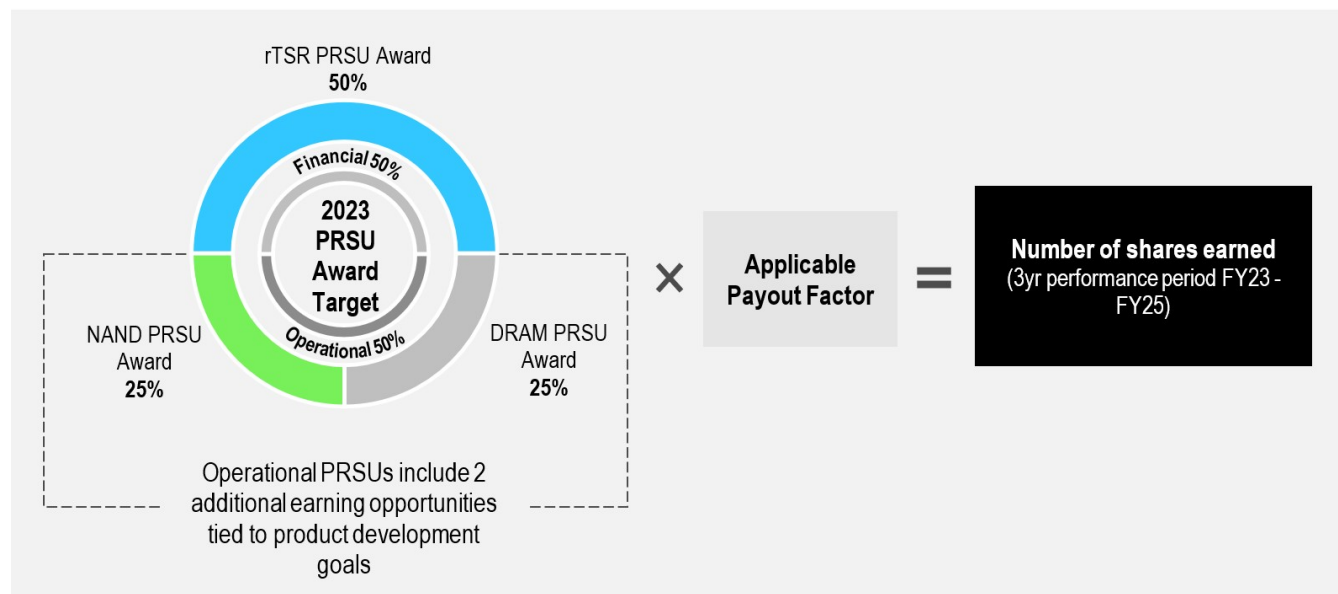 rTSR PRSU Award
50%
Financial 50%
2023
PRSU
Award
Target
Operational 50%
NAND PRSU
Award
25%
DRAM PRSU
Award
25%
Operational PRSUs include 2
additional earning opportunities
tied to product development
goals
×
Applicable
Payout Factor
=
Number of shares earned
(3yr performance period FY23 -
FY25)